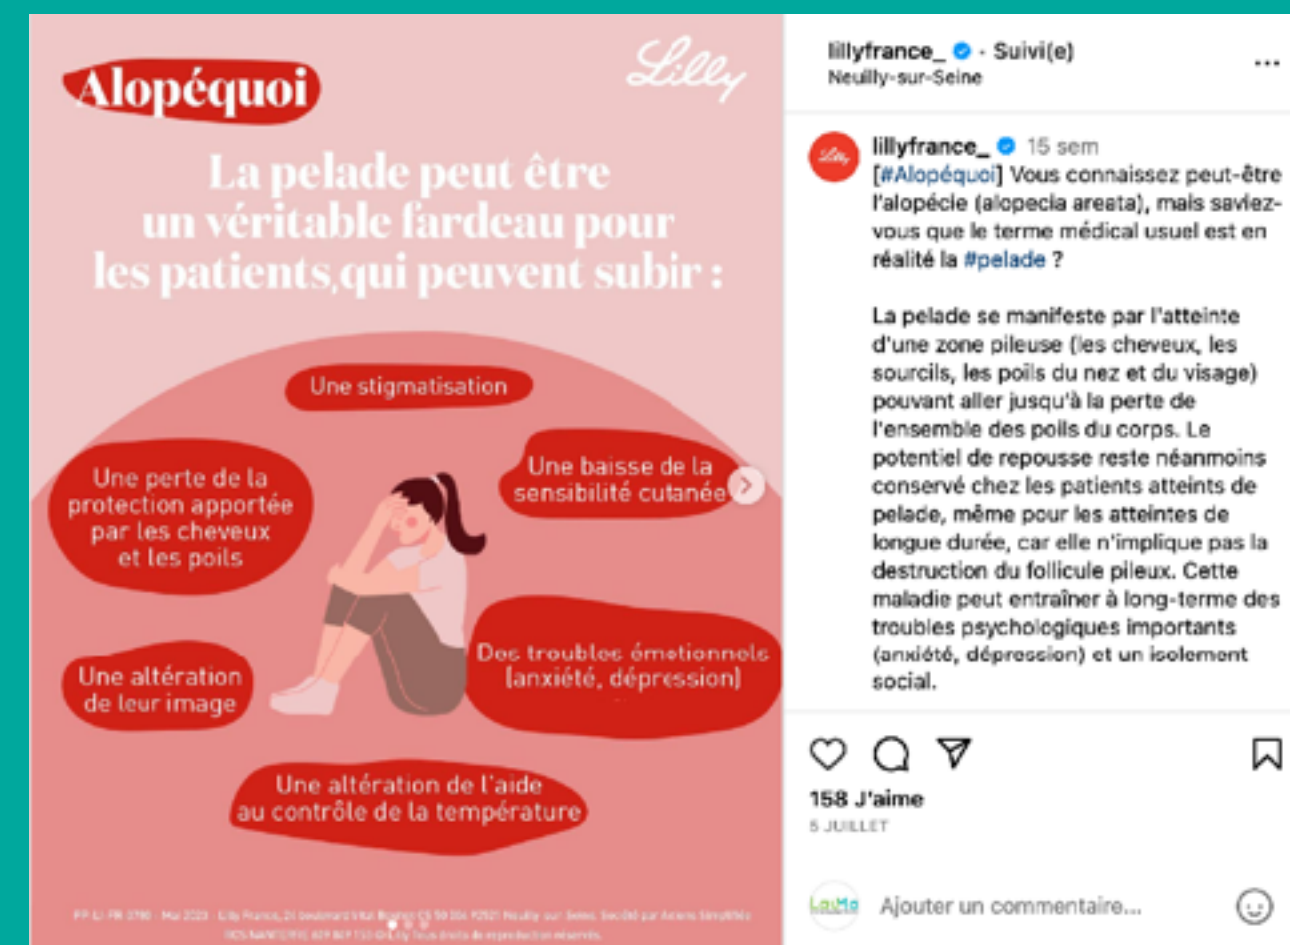 Alopéquoi
Lilly
La pelade peut être
un véritable fardeau pour
les patients,qui peuvent subir :
Une stigmatisation
Une perte de la
protection apportée
par les cheveux
et les poils
Une baisse de la
sensibilité cutanée
Une altération
de leur image
Des troubles émotionnels
(anxiété, dépression)
Une altération de l'aide
au contrôle de la température
lillyfrance_ · Suivi(e)
Neuilly-sur-Seine
Lilly
lillyfrance_ 15 sem
[#Alopéquoi] Vous connaissez peut-être
l'alopécie (alopecia areata), mais saviez-
vous que le terme médical usuel est en
réalité la #pelade ?
La pelade se manifeste par l'atteinte
d'une zone pileuse (les cheveux, les
sourcils, les poils du nez et du visage)
pouvant aller jusqu'à la perte de
l'ensemble des poils du corps. Le
potentiel de repousse reste néanmoins
conservé chez les patients atteints de
pelade, même pour les atteintes de
longue durée, car elle n'implique pas la
destruction du follicule pileux. Cette
maladie peut entraîner à long-terme des
troubles psychologiques importants
(anxiété, dépression) et un isolement
social.
158 J'aime
5 JUILLET
Ajouter un commentaire...